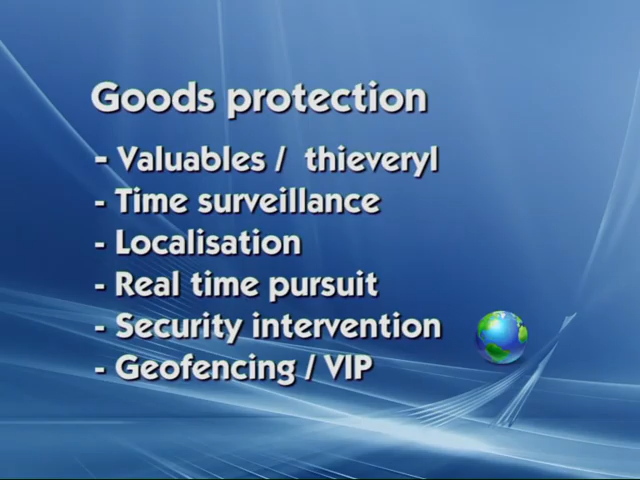 Goods protection
- Valuables /  thieveryl
- Time surveillance
- Localisation
- Real time pursuit
- Security intervention
- Geofencing / VIP